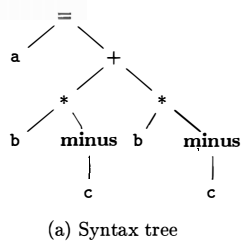 =
a +
* *
b minus b minus
c c
(a) Syntax tree